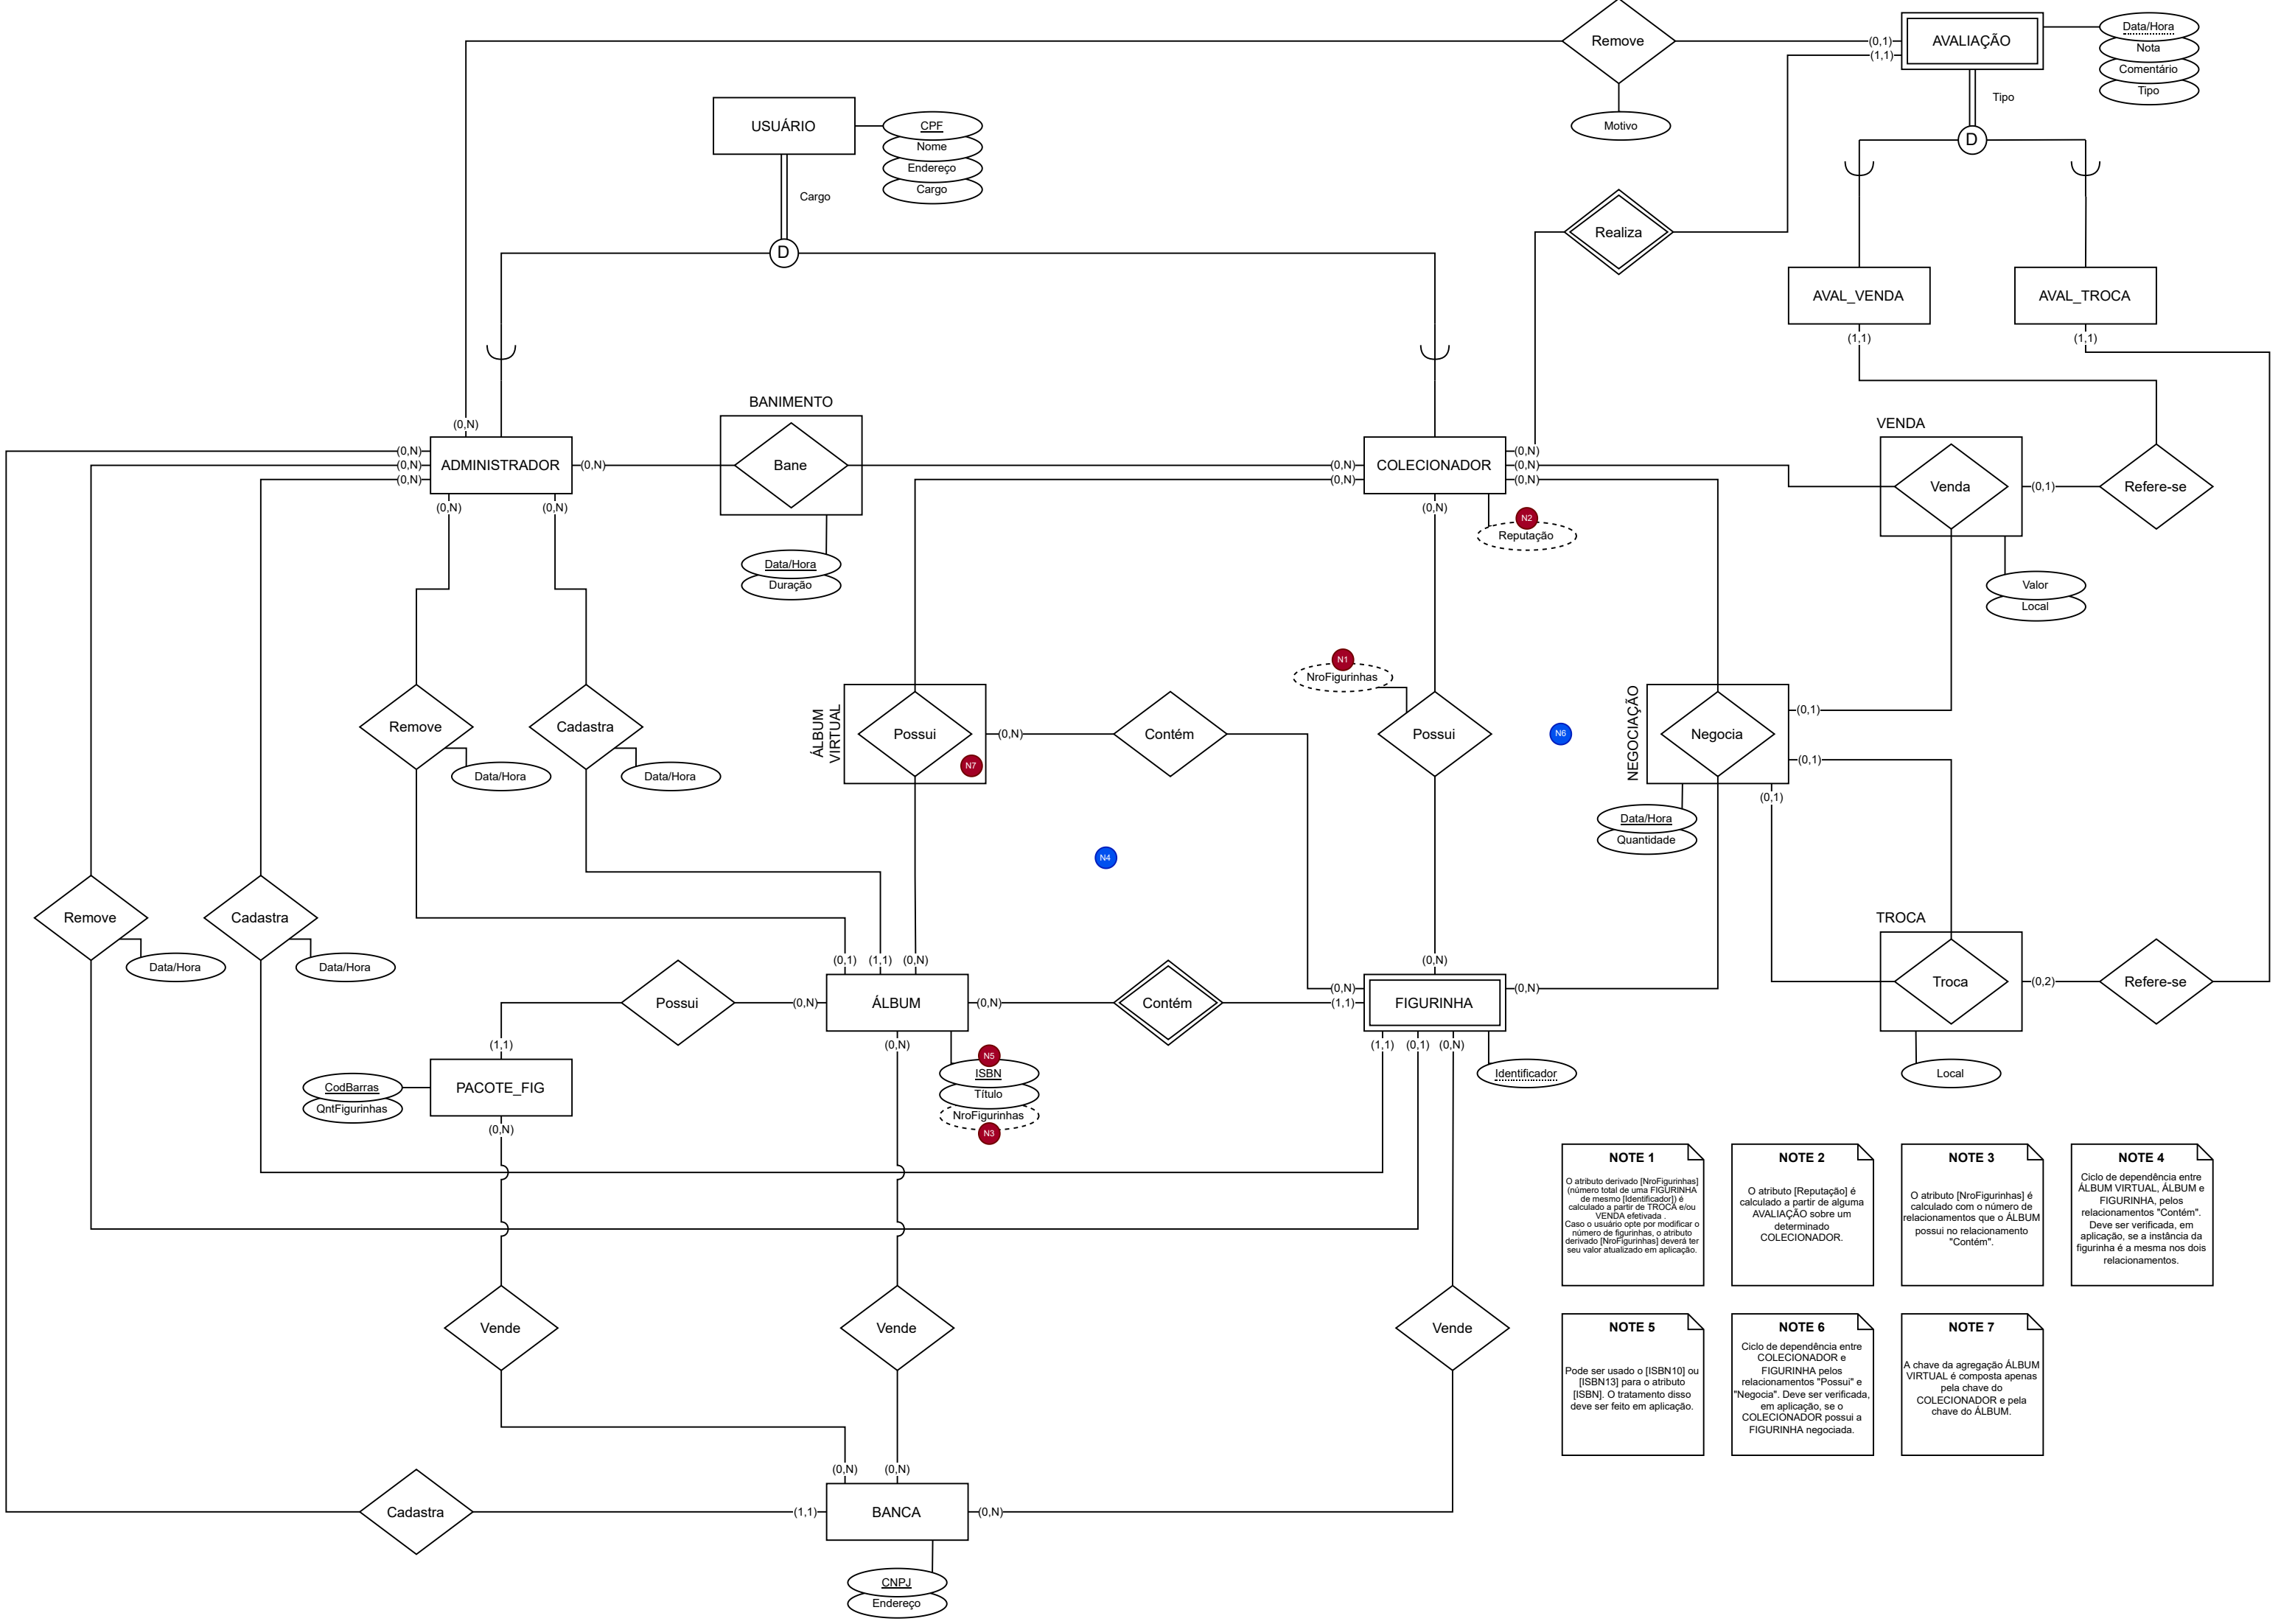 Remove
(0,1)
(1,1)
AVALIAÇÃO
Data/Hora
Nota
Comentário
Tipo
Tipo
Motivo
USUÁRIO
CPF
Nome
Endereço
Cargo
Cargo
D
D
Realiza
AVAL_VENDA
AVAL_TROCA
(1,1)
(1,1)
BANIMENTO
VENDA
(0,N)
(0,N)
(0,N)
(0,N)
ADMINISTRADOR
(0,N)
Bane
(0,N)
(0,N)
COLECIONADOR
(0,N)
(0,N)
(0,N)
Venda
(0,1)
Refere-se
(0,N)
(0,N)
(0,N)
N2
Reputação
Data/Hora
Duração
Valor
Local
N1
NroFigurinhas
Remove
Data/Hora
Cadastra
Data/Hora
ÁLBUM
VIRTUAL
Possui
N7
(0,N)
Contém
Possui
N6
NEGOCIAÇÃO
Negocia
(0,1)
(0,1)
(0,1)
Data/Hora
Quantidade
N4
Remove
Data/Hora
Cadastra
Data/Hora
TROCA
(0,1)
(1,1)
(0,N)
(0,N)
Possui
(0,N)
ÁLBUM
(0,N)
Contém
(0,N)
(1,1)
FIGURINHA
(0,N)
Troca
(0,2)
Refere-se
(1,1)
(0,N)
(1,1)
(0,1)
(0,N)
CodBarras
QntFigurinhas
PACOTE_FIG
N5
ISBN
Título
NroFigurinhas
N3
Identificador
Local
(0,N)
NOTE 1
O atributo derivado [NroFigurinhas]
(número total de uma FIGURINHA
de mesmo [Identificador]) é
calculado a partir de TROCA e/ou
VENDA efetivada .
Caso o usuário opte por modificar o
número de figurinhas, o atributo
derivado [NroFigurinhas] deverá ter
seu valor atualizado em aplicação.
NOTE 2
O atributo [Reputação] é
calculado a partir de alguma
AVALIAÇÃO sobre um
determinado
COLECIONADOR.
NOTE 3
O atributo [NroFigurinhas] é
calculado com o número de
relacionamentos que o ÁLBUM
possui no relacionamento
"Contém".
NOTE 4
Ciclo de dependência entre
ÁLBUM VIRTUAL, ÁLBUM e
FIGURINHA, pelos
relacionamentos "Contém".
Deve ser verificada, em
aplicação, se a instância da
figurinha é a mesma nos dois
relacionamentos.
Vende
Vende
Vende
NOTE 5
Pode ser usado o [ISBN10] ou
[ISBN13] para o atributo
[ISBN]. O tratamento disso
deve ser feito em aplicação.
NOTE 6
Ciclo de dependência entre
COLECIONADOR e
FIGURINHA pelos
relacionamentos "Possui" e
"Negocia". Deve ser verificada,
em aplicação, se o
COLECIONADOR possui a
FIGURINHA negociada.
NOTE 7
A chave da agregação ÁLBUM
VIRTUAL é composta apenas
pela chave do
COLECIONADOR e pela
chave do ÁLBUM.
(0,N)
(0,N)
Cadastra
(1,1)
BANCA
(0,N)
CNPJ
Endereço